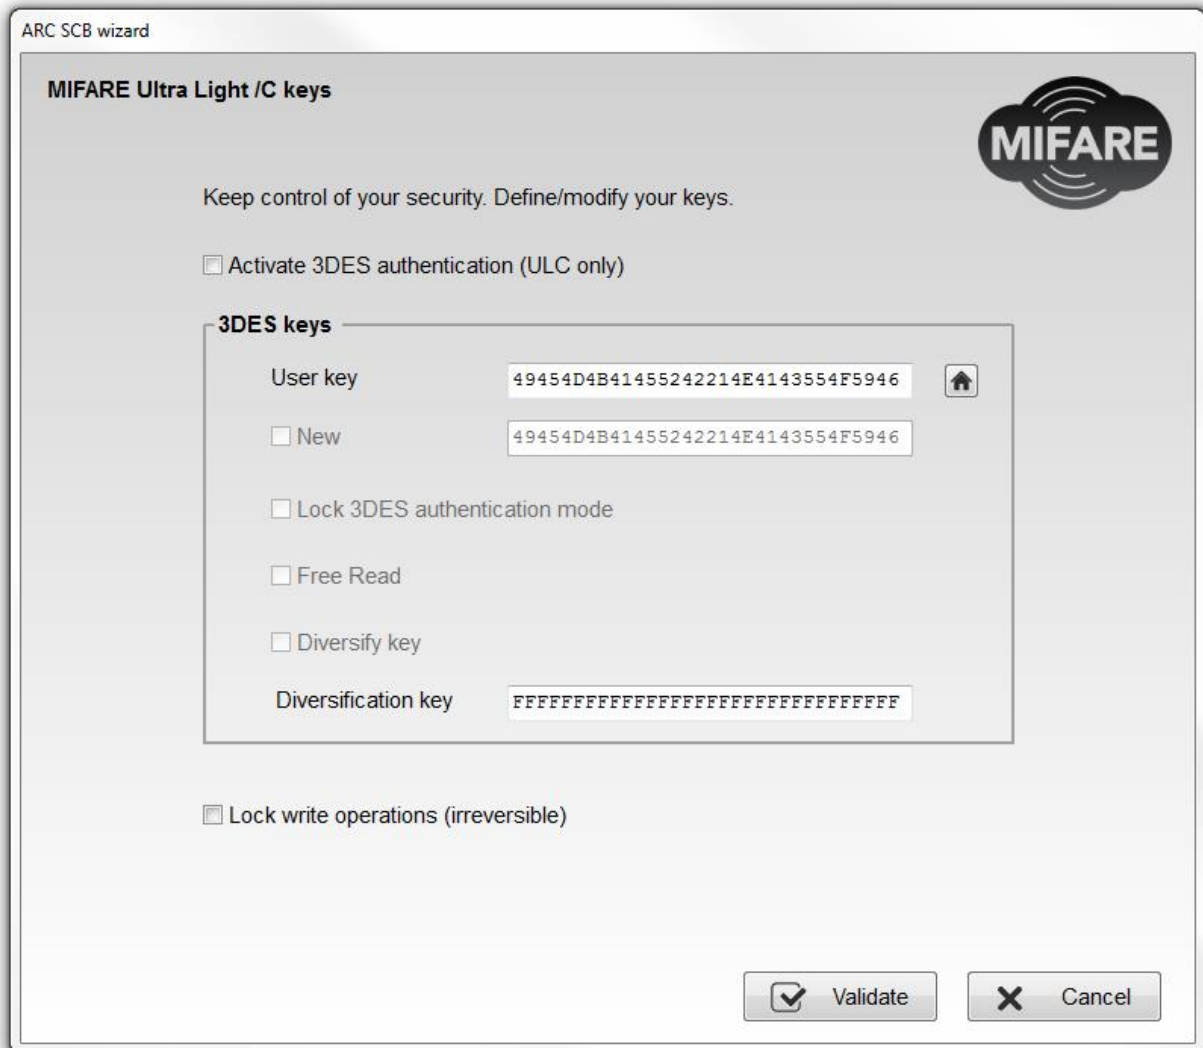 ARC SCB wizard
MIFARE Ultra Light /C keys
MIFARE
Keep control of your security. Define/modify your keys.
Activate 3DES authentication (ULC only)
3DES keys
User key 49454D4B41455242214E4143554F5946
New 49454D4B41455242214E4143554F5946
Lock 3DES authentication mode
Free Read
Diversify key
Diversification key FFFFFFFFFFFFFFFFFFFFFFFFFFFFFFFF
Lock write operations (irreversible)
Validate Cancel